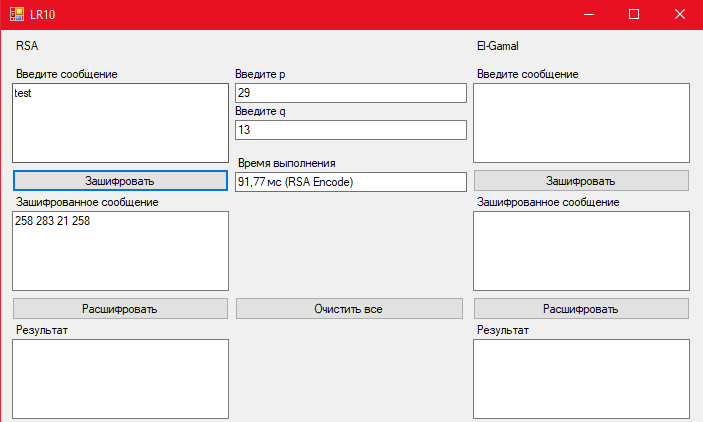 LR10
RSA
El-Gamal
Введите сообщение
Введите p
Введите сообщение
test
29
Введите q
13
Время выполнения
Зашифровать
91,77 мс (RSA Encode)
Зашифровать
Зашифрованное сообщение
Зашифрованное сообщение
258 283 21 258
Расшифровать
Очистить все
Расшифровать
Результат
Результат